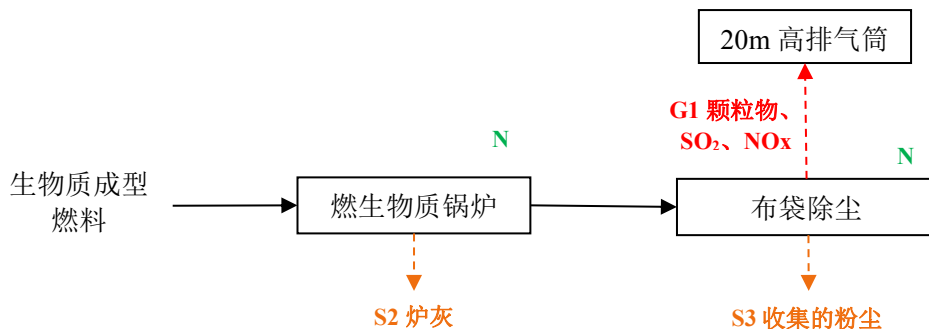 20m 高排气筒
G1 颗粒物、
SO₂、NOx
N
N
生物质成型
燃料
燃生物质锅炉
布袋除尘
S2 炉灰
S3 收集的粉尘